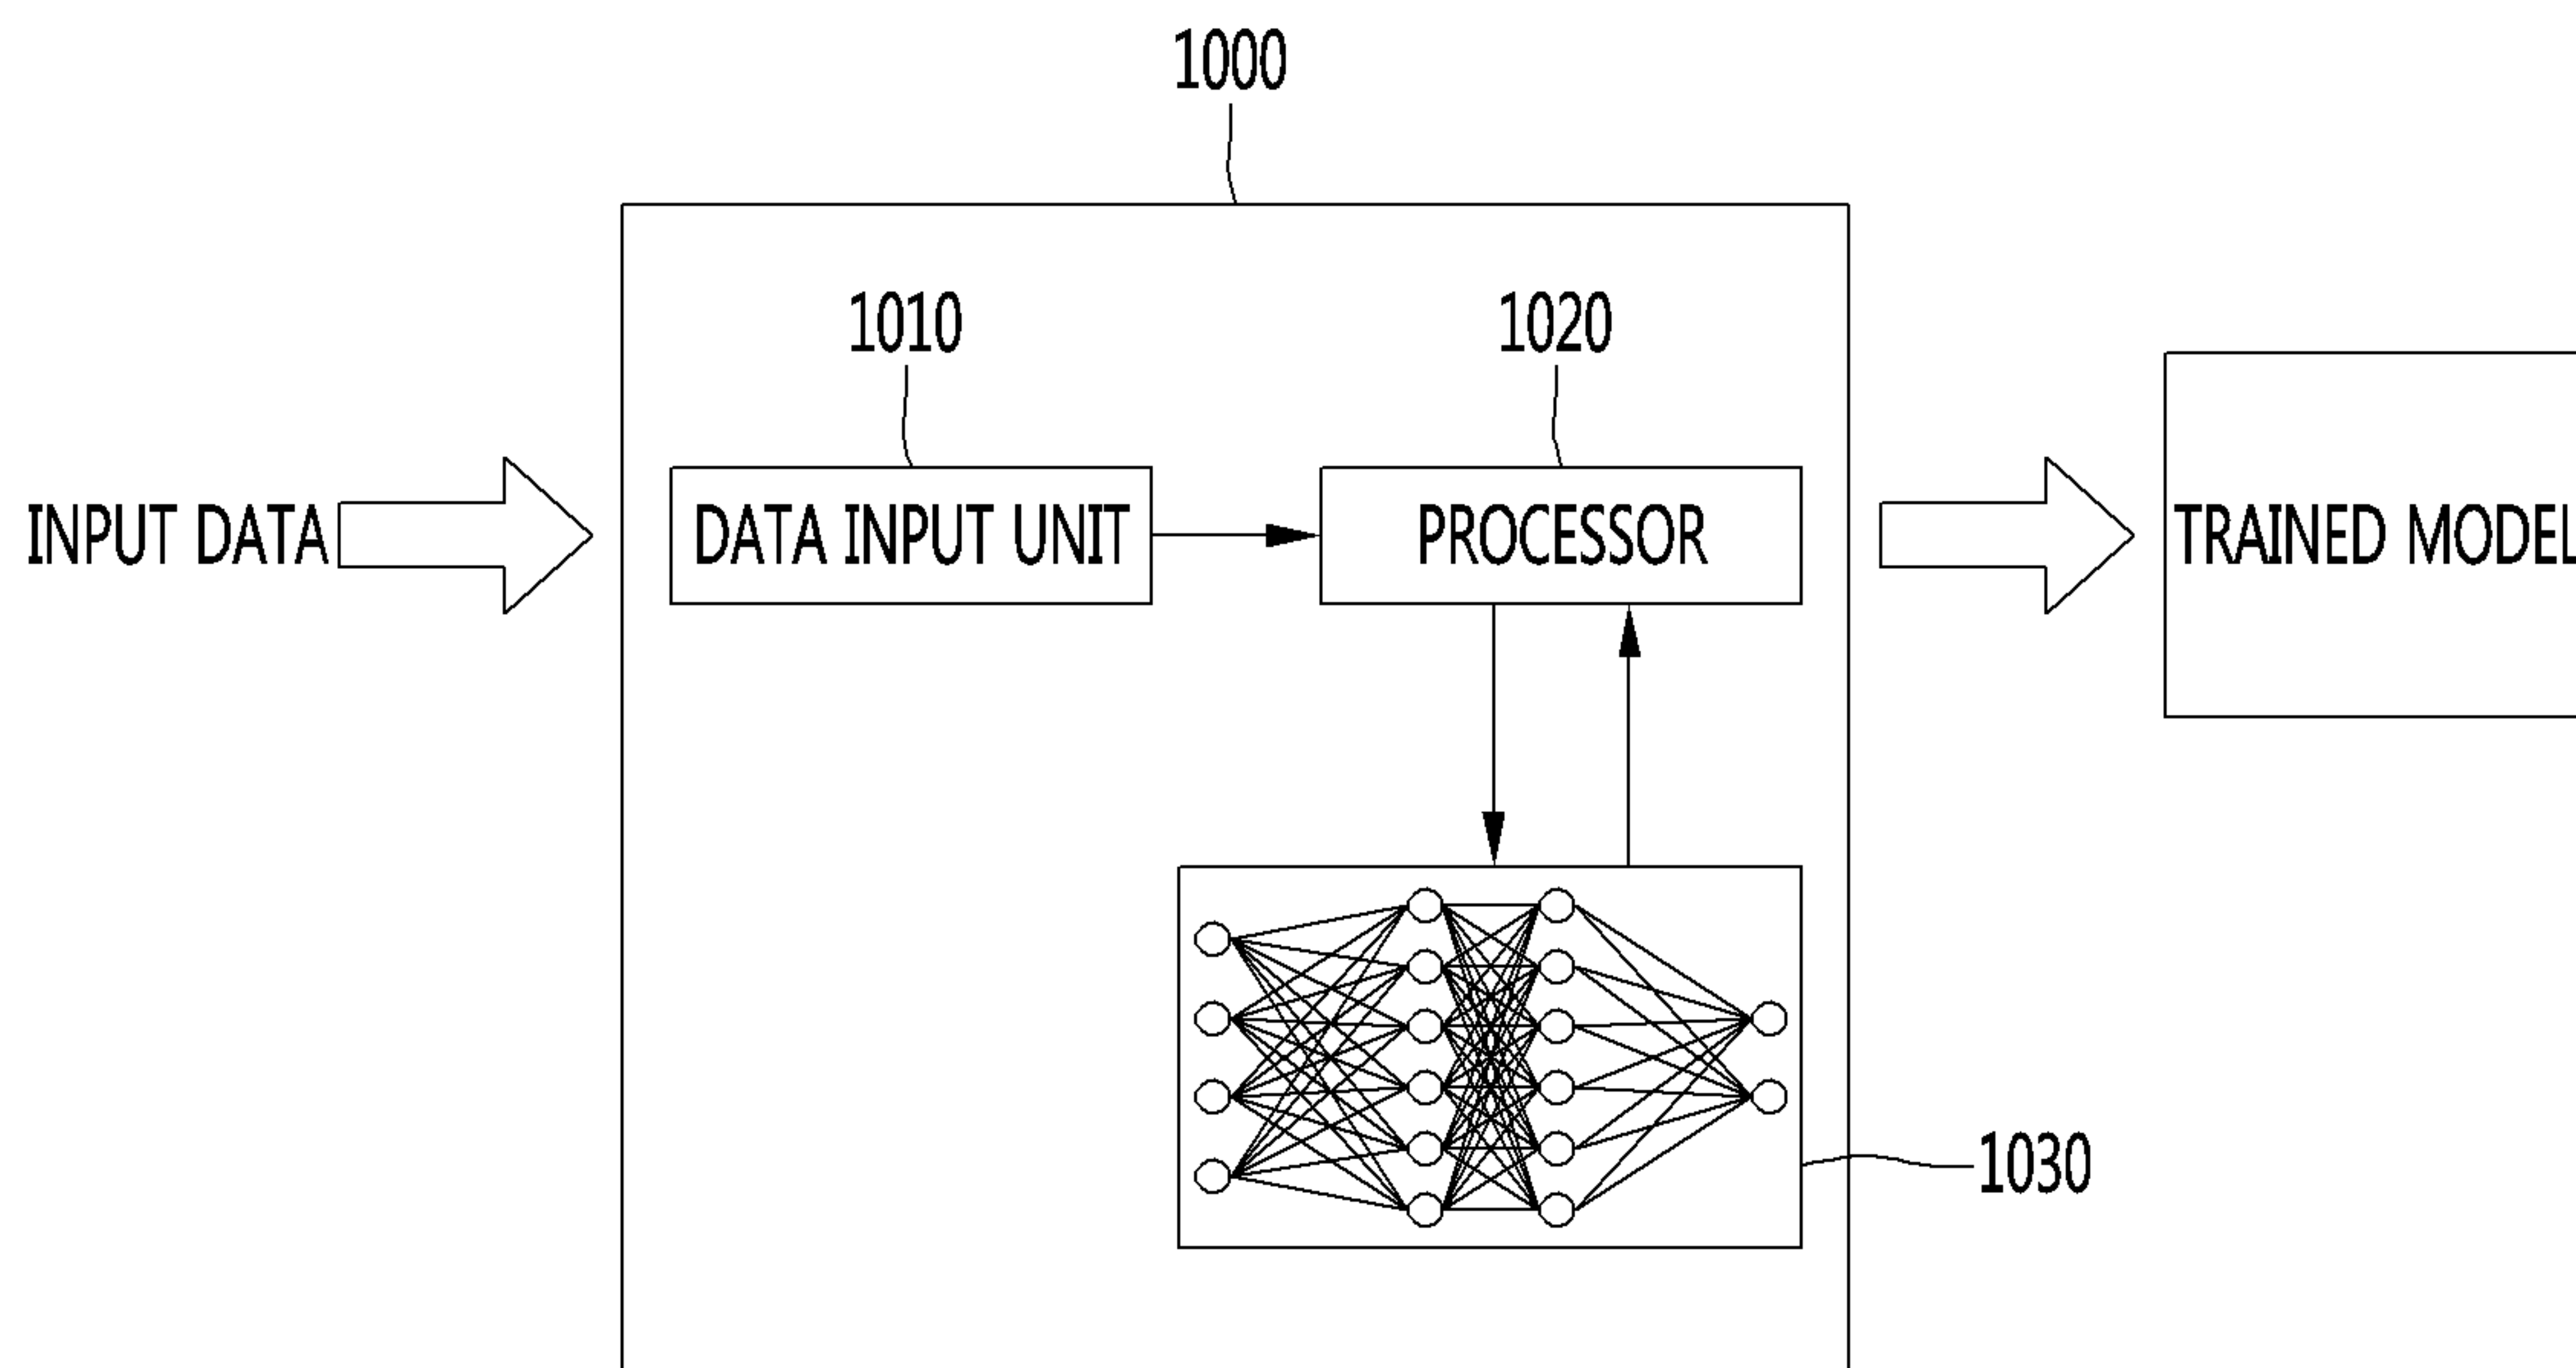 1000
1010
1020
INPUT DATA
DATA INPUT UNIT
PROCESSOR
TRAINED MODEL
1030